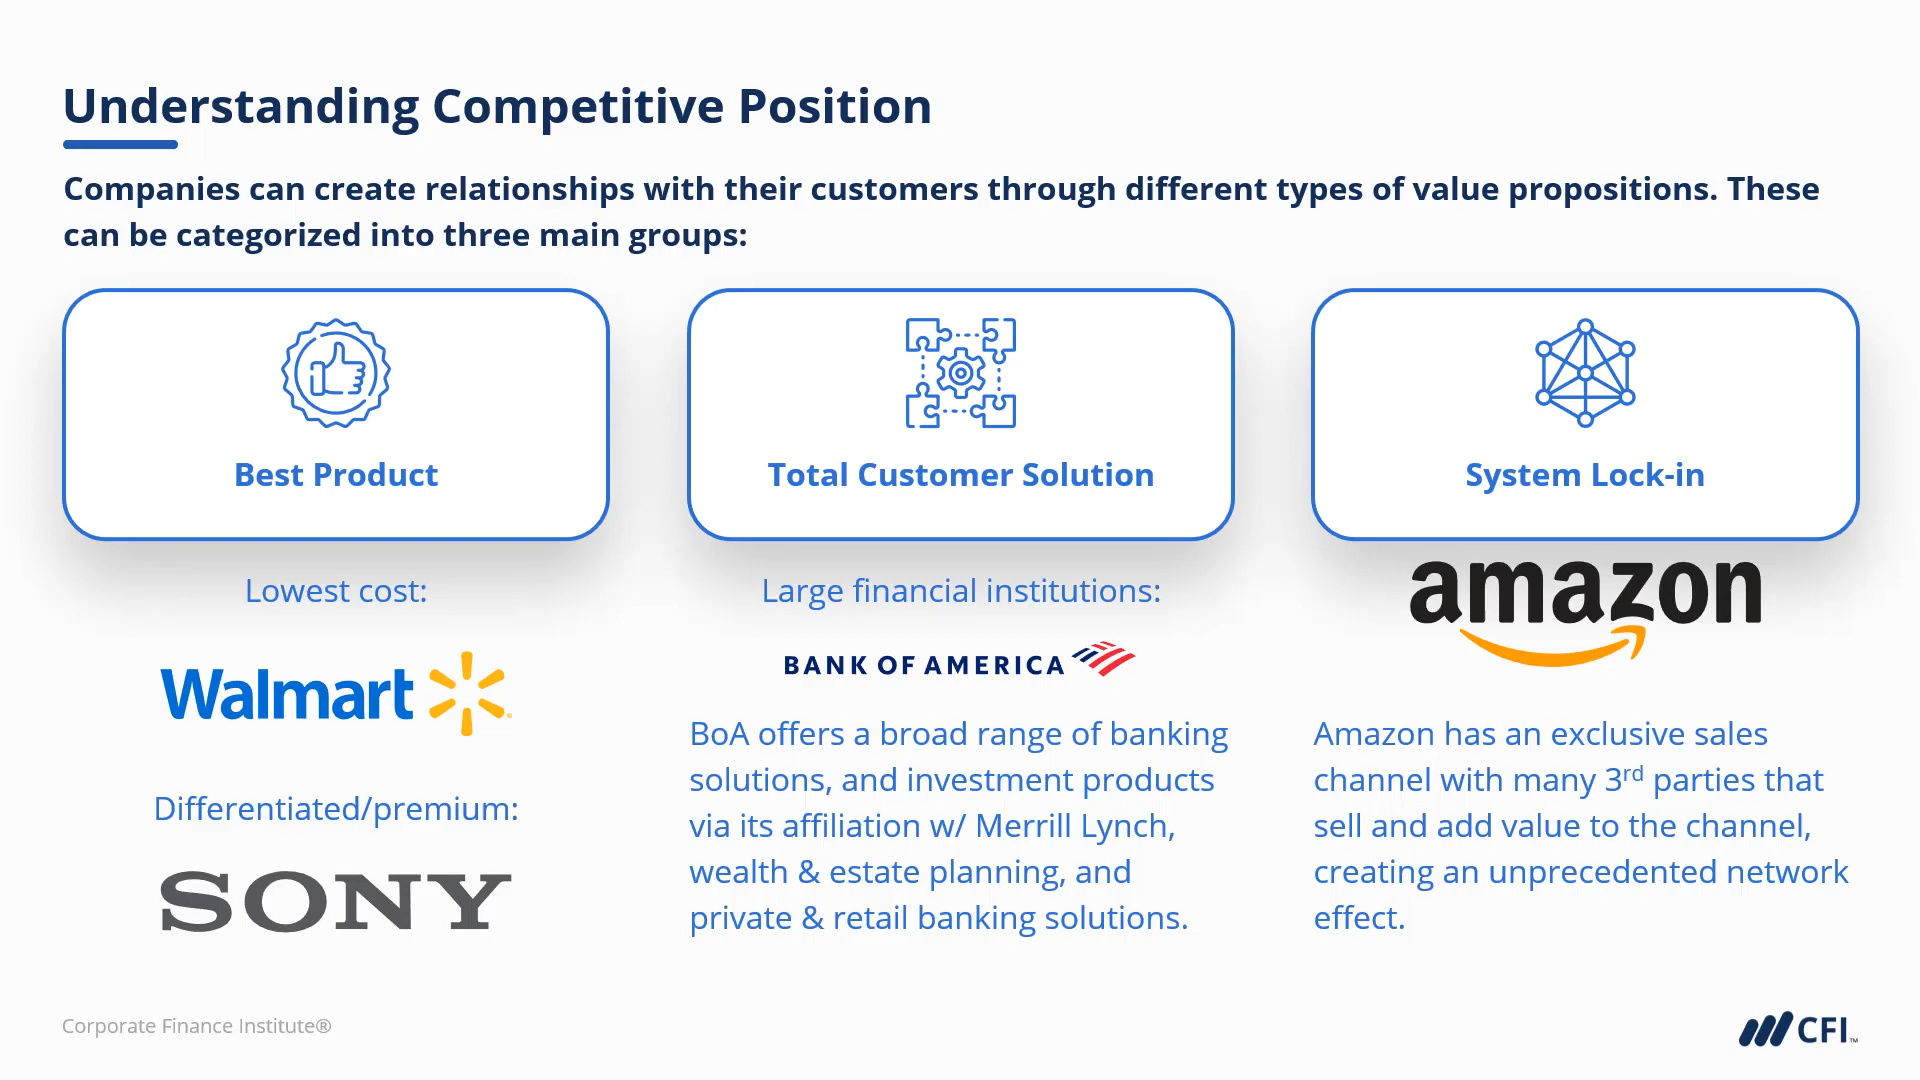 Understanding Competitive Position
Companies can create relationships with their customers through different types of value propositions. These
can be categorized into three main groups:
Best Product
Lowest cost:
Walmart
Differentiated/premium:
SONY
Total Customer Solution
Large financial institutions:
BANK OF AMERICA
BoA offers a broad range of banking
solutions, and investment products
via its affiliation w/ Merrill Lynch,
wealth & estate planning, and
private & retail banking solutions.
System Lock-in
amazon
Amazon has an exclusive sales
channel with many 3rd parties that
sell and add value to the channel,
creating an unprecedented network
effect.
Corporate Finance Institute®
CFI™